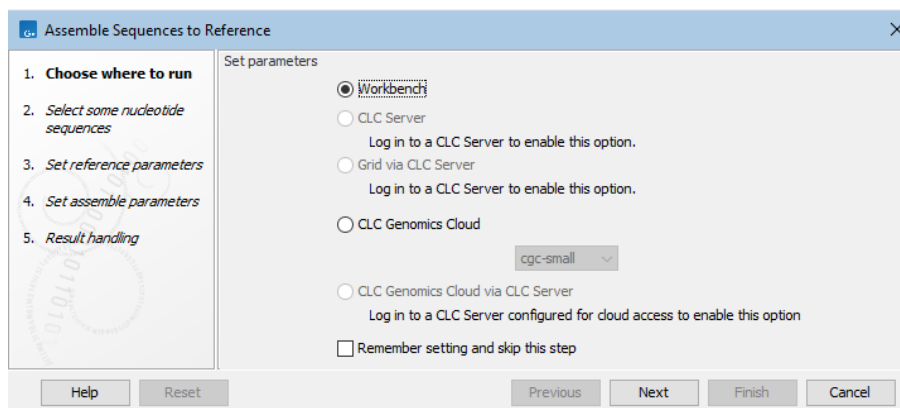 Assemble Sequences to Reference
1. Choose where to run
2. Select some nucleotide
sequences
3. Set reference parameters
4. Set assemble parameters
5. Result handling
Set parameters
Workbench
CLC Server
Log in to a CLC Server to enable this option.
Grid via CLC Server
Log in to a CLC Server to enable this option.
CLC Genomics Cloud
cgc-small
CLC Genomics Cloud via CLC Server
Log in to a CLC Server configured for cloud access to enable this option
Remember setting and skip this step
Help
Reset
Previous
Next
Finish
Cancel